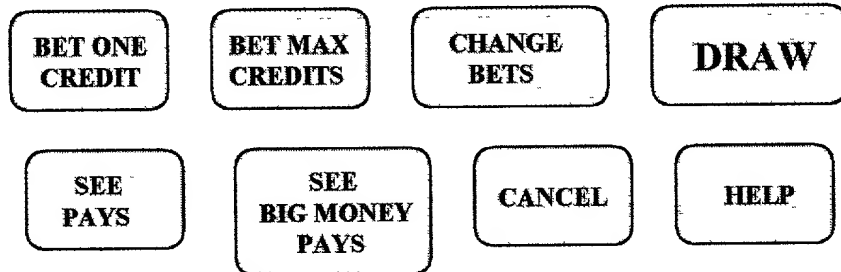 BET ONE
CREDIT
BET MAX
CREDITS
CHANGE
BETS
DRAW
SEE
PAYS
SEE
BIG MONEY
PAYS
CANCEL
HELP